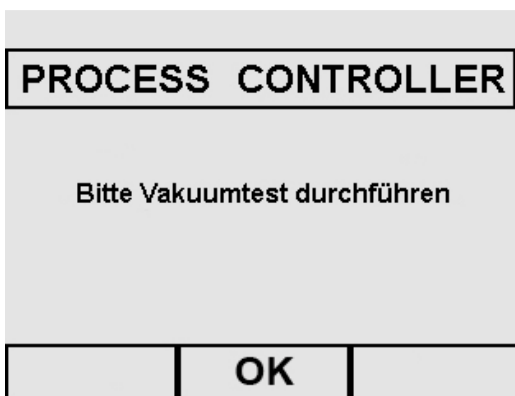 PROCESS CONTROLLER
Bitte Vakuumtest durchführen
OK